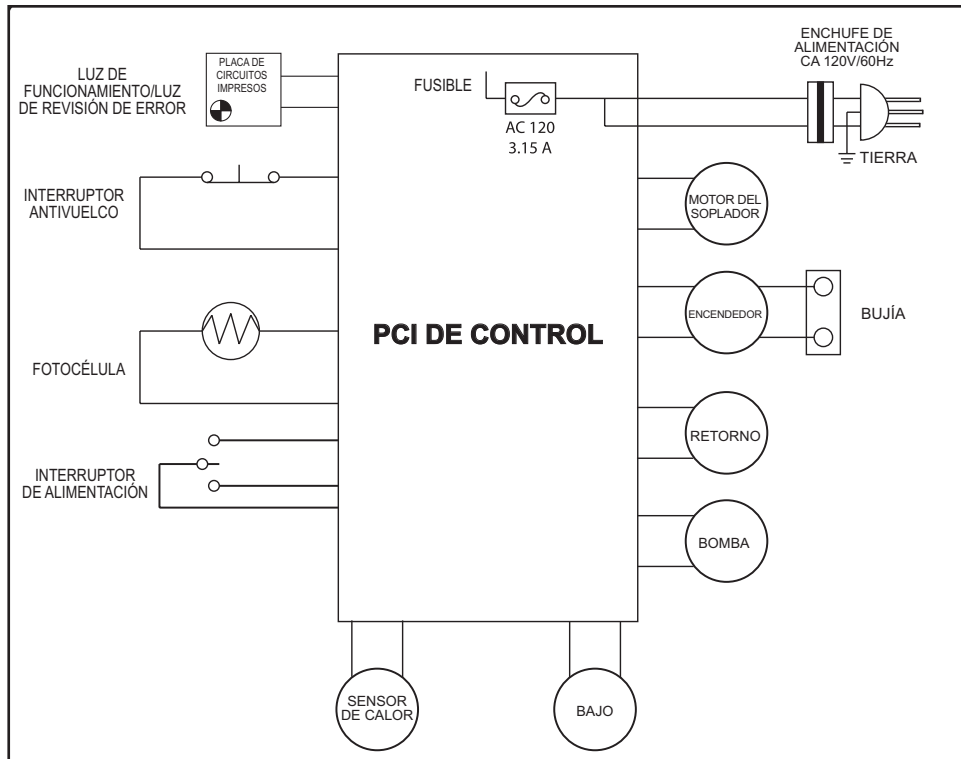 LUZ DE
FUNCIONAMIENTO/LUZ
DE REVISIÓN DE ERROR
PLACA DE
CIRCUITOS
IMPRESOS
FUSIBLE
AC 120
3.15 A
ENCHUFE DE
ALIMENTACIÓN
CA 120V/60Hz
TIERRA
INTERRUPTOR
ANTIVUELCO
MOTOR DEL
SOPLADOR
PCI DE CONTROL
ENCENDEDOR
BUJÍA
FOTOCÉLULA
RETORNO
INTERRUPTOR
DE ALIMENTACIÓN
BOMBA
SENSOR
DE CALOR
BAJO